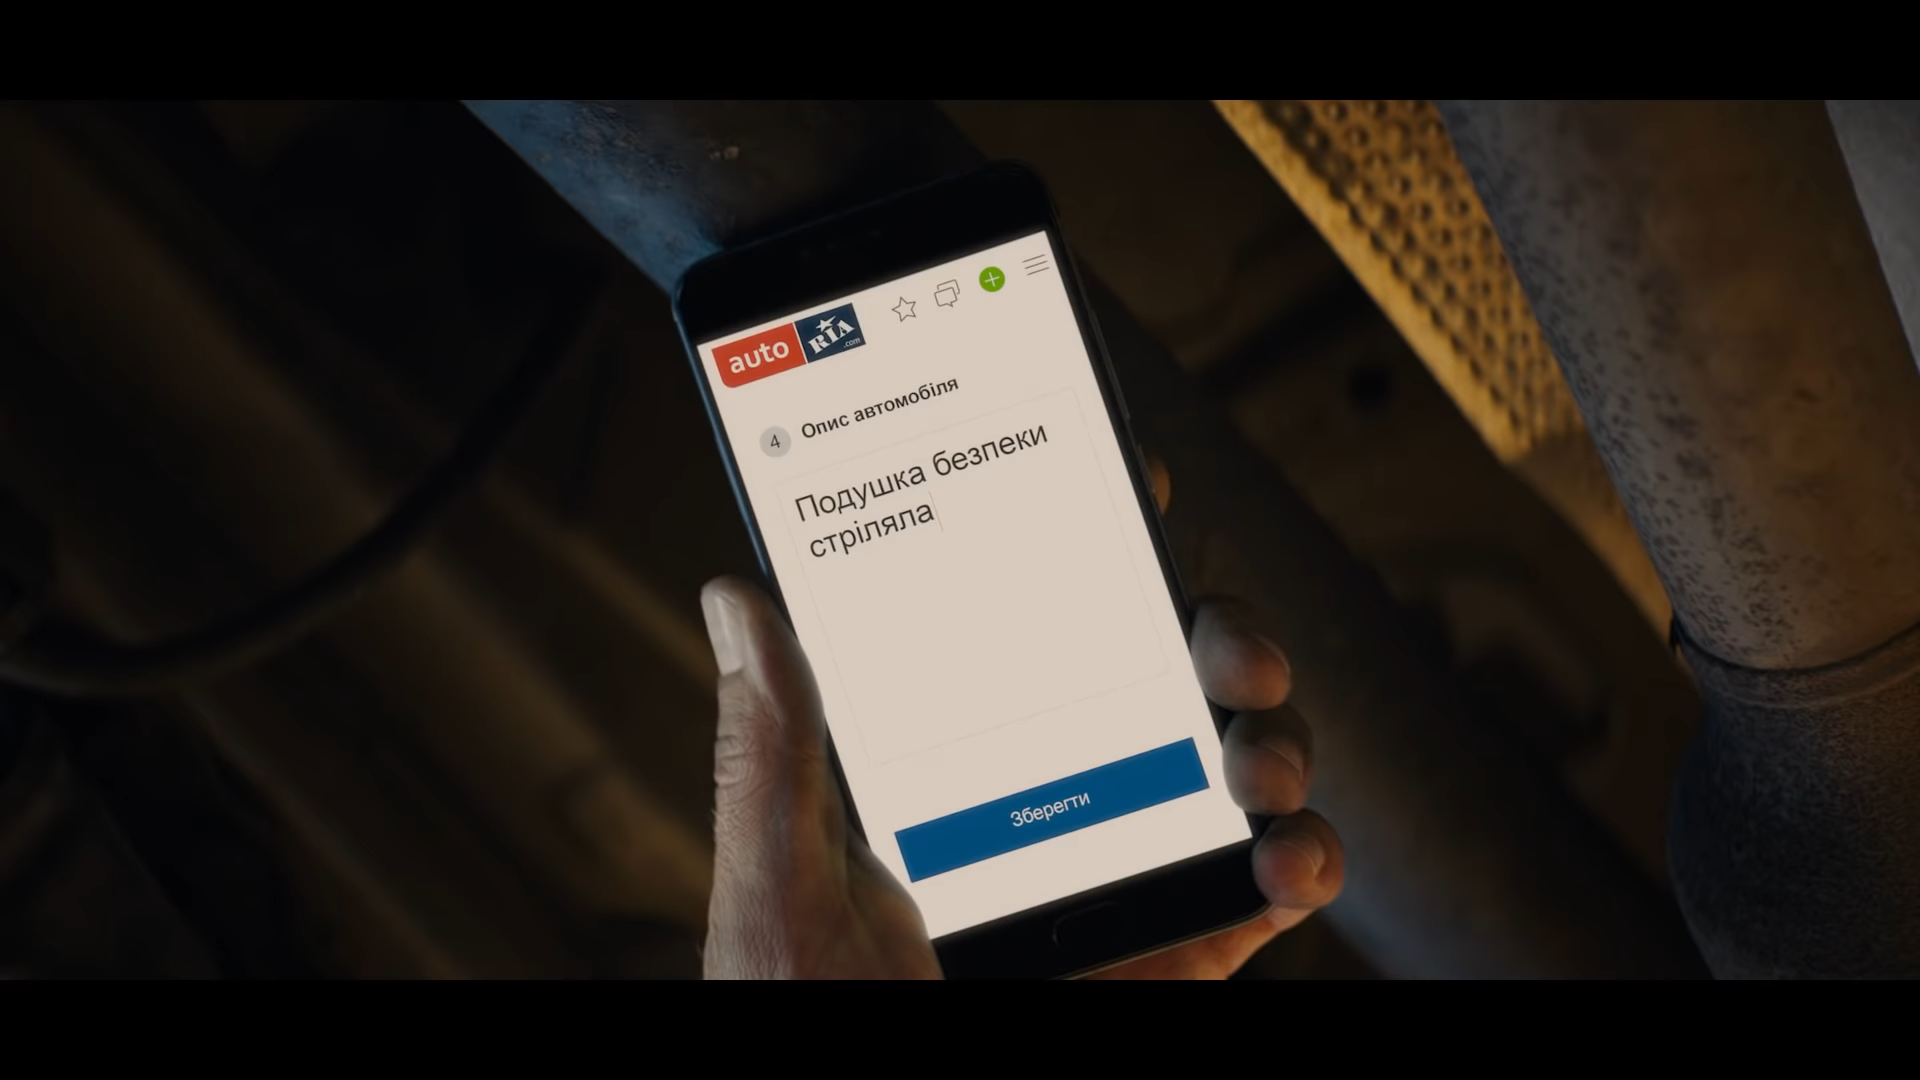 auto RIA .com
4 Опис автомобіля
Подушка безпеки
стріляла
Зберегти